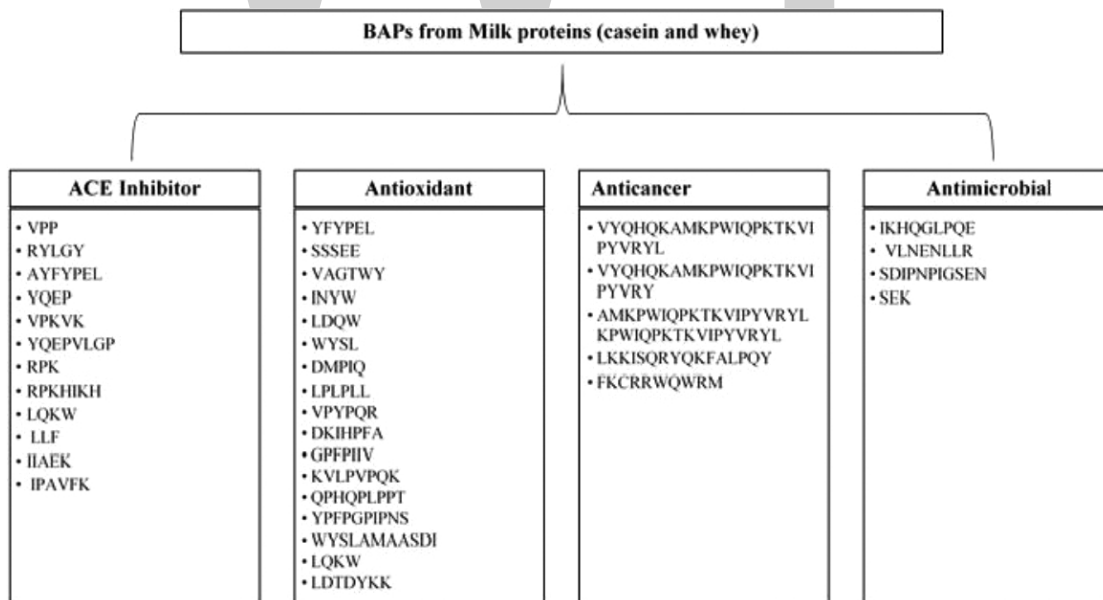 BAPs from Milk proteins (casein and whey)
ACE Inhibitor
• VPP
• RYLGY
• AYFYPEL
• YQEP
• VPKVK
• YQEPVLGP
• RPK
• RPKHIKH
• LQKW
• LLF
• IIAEK
• IPAVFK
Antioxidant
• YFYPEL
• SSSEE
• VAGTWY
• INYW
• LDQW
• WYSL
• DMPIQ
• LPLPLL
• VPYPQR
• DKIHPFA
• GPFPIIV
• KVLPVPQK
• QPHQPLPPT
• YPFPGPIPNS
• WYSLAMAASDI
• LQKW
• LDTDYKK
Anticancer
• VYQHQKAMKPWIQPKTKVI
PYVRYL
• VYQHQKAMKPWIQPKTKVI
PYVRY
• AMKPWIQPKTKVIPYVRYL
KPWIQPKTKVIPYVRYL
• LKKISQRYQKFALPQY
• FKCRRWQWRM
Antimicrobial
• IKHQGLPQE
• VLNENLLR
• SDIPNPIGSEN
• SEK